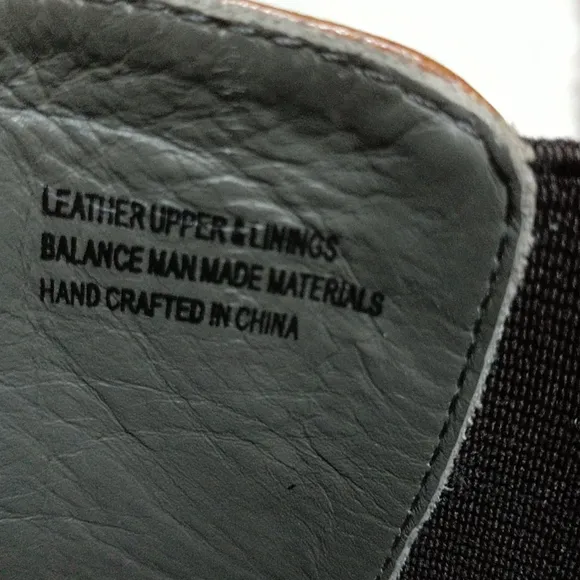 LEATHER UPPER & LININGS
BALANCE MAN MADE MATERIALS
HAND CRAFTED IN CHINA